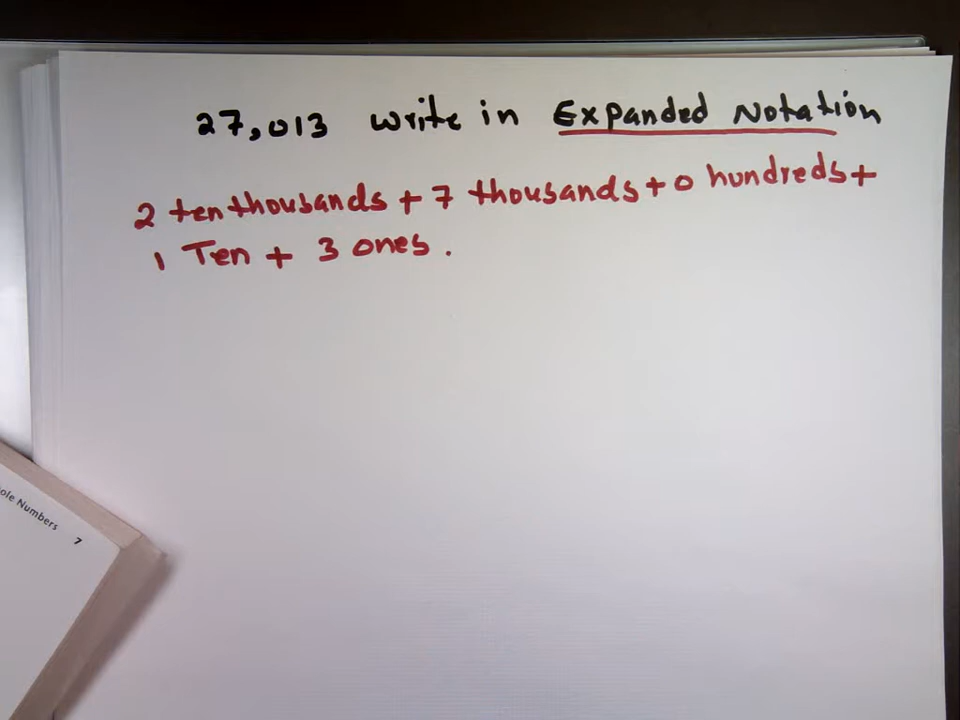 27,013 write in Expanded Notation
2 ten thousands + 7 thousands + 0 hundreds +
1 Ten + 3 ones.
ole Numbers 7